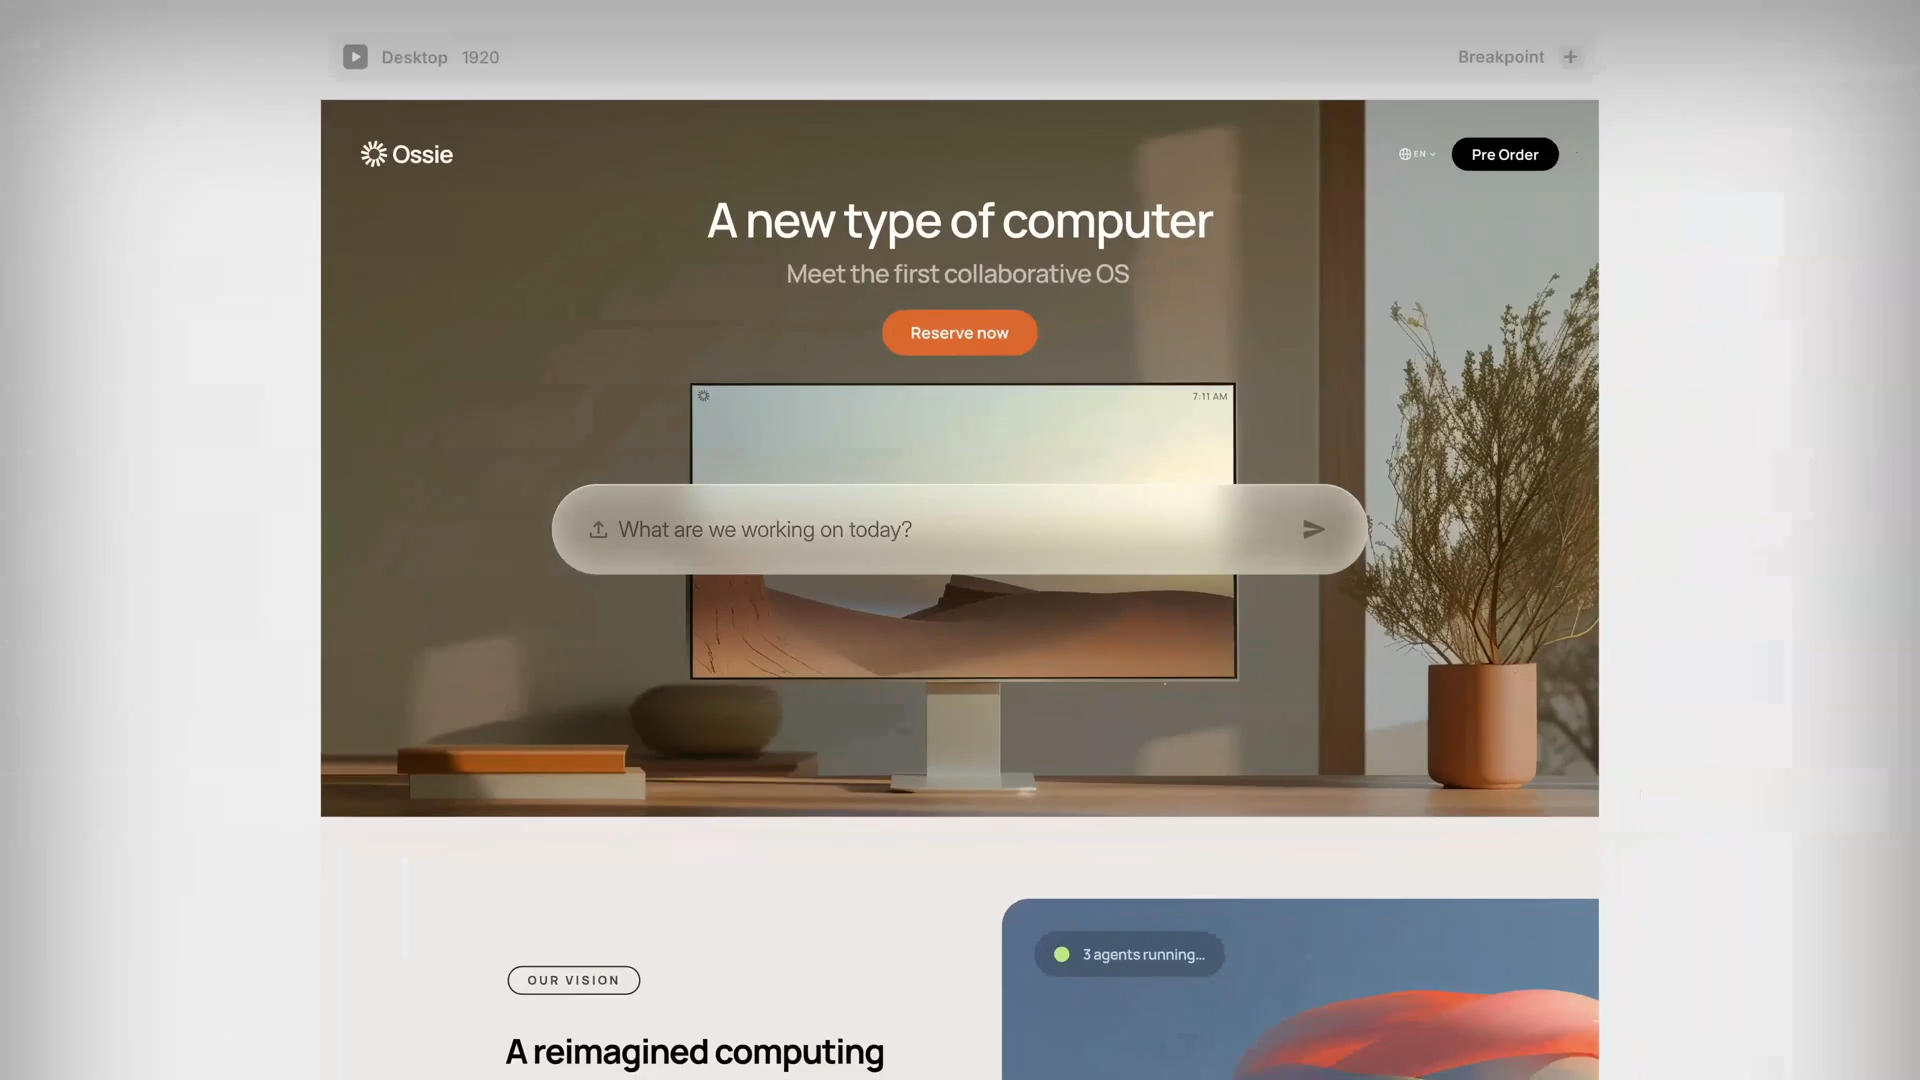 Desktop 1920
Breakpoint +
Ossie
EN
Pre Order
A new type of computer
Meet the first collaborative OS
Reserve now
7:11 AM
What are we working on today?
3 agents running...
OUR VISION
A reimagined computing